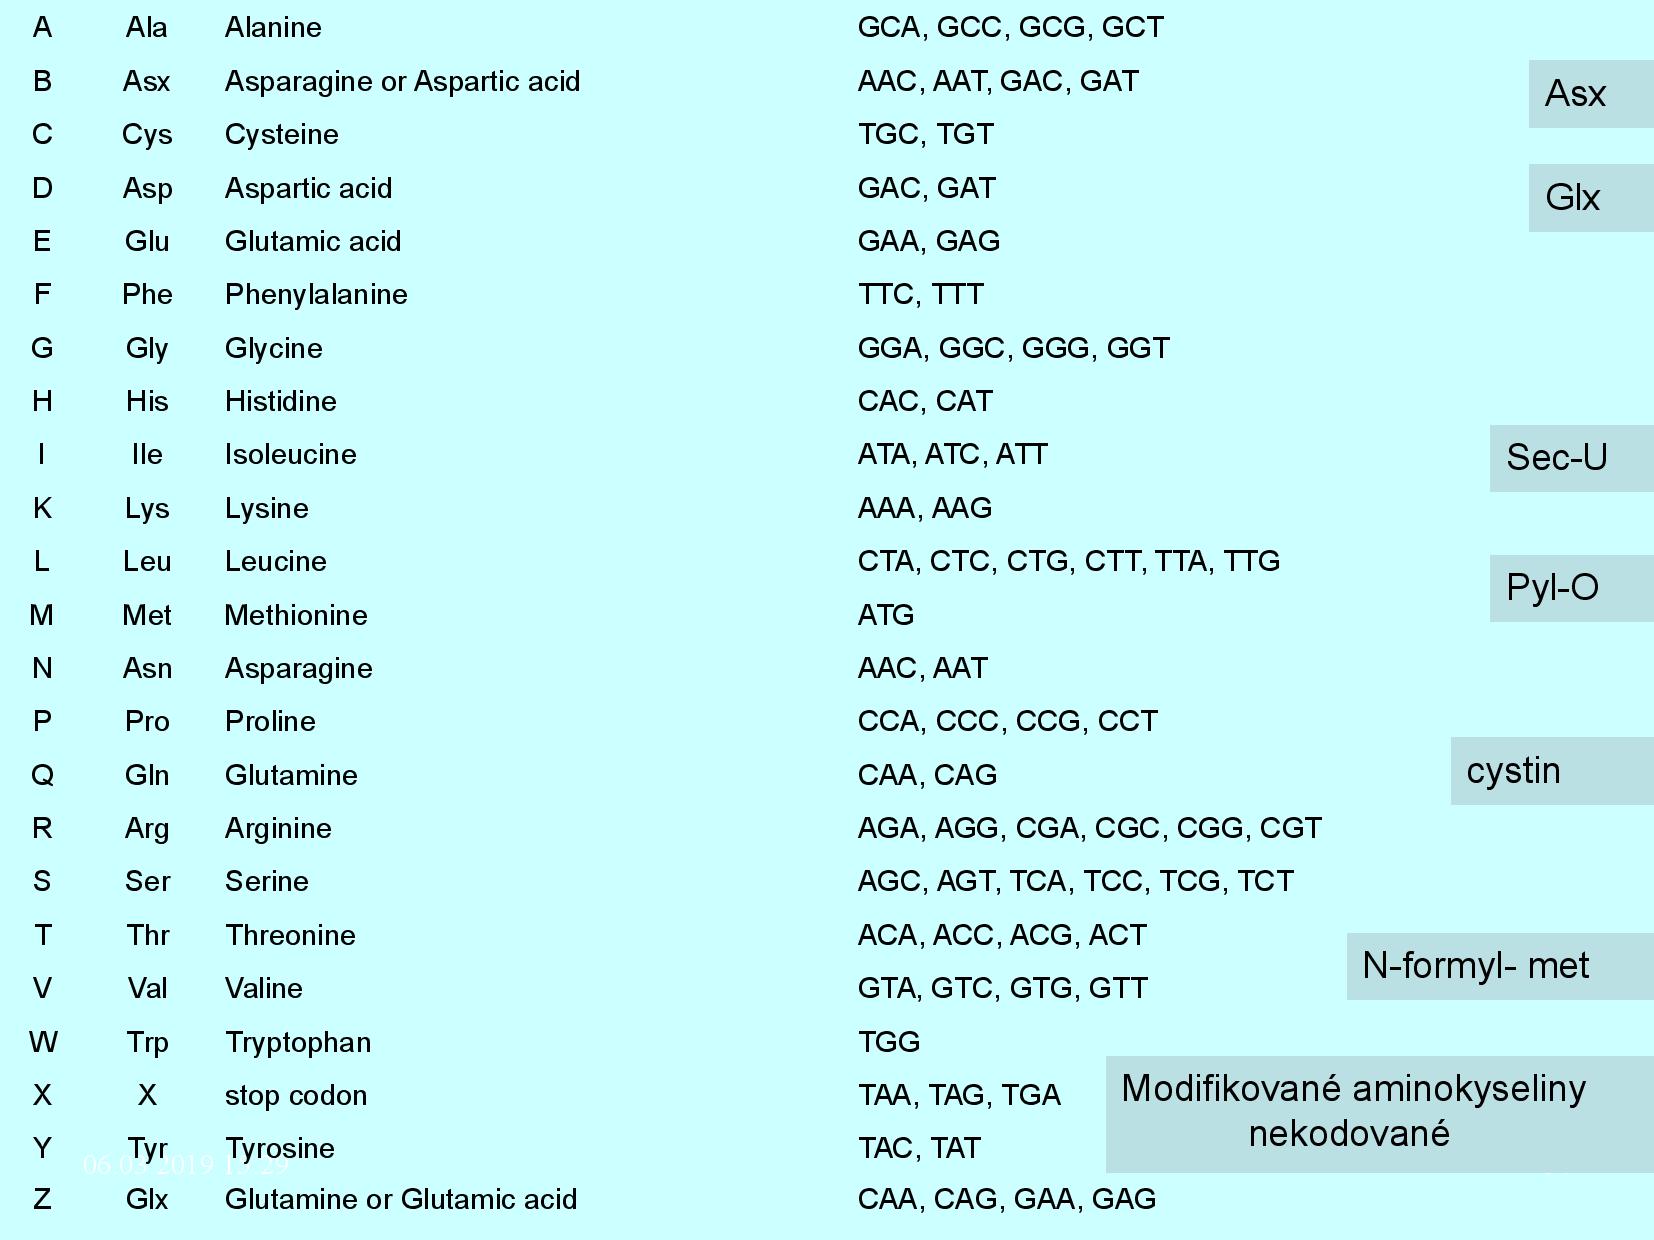 A Ala Alanine GCA, GCC, GCG, GCT
B Asx Asparagine or Aspartic acid AAC, AAT, GAC, GAT
Asx
C Cys Cysteine TGC, TGT
D Asp Aspartic acid GAC, GAT
Glx
E Glu Glutamic acid GAA, GAG
F Phe Phenylalanine TTC, TTT
G Gly Glycine GGA, GGC, GGG, GGT
H His Histidine CAC, CAT
I Ile Isoleucine ATA, ATC, ATT
Sec-U
K Lys Lysine AAA, AAG
L Leu Leucine CTA, CTC, CTG, CTT, TTA, TTG
Pyl-O
M Met Methionine ATG
N Asn Asparagine AAC, AAT
P Pro Proline CCA, CCC, CCG, CCT
Q Gln Glutamine CAA, CAG
cystin
R Arg Arginine AGA, AGG, CGA, CGC, CGG, CGT
S Ser Serine AGC, AGT, TCA, TCC, TCG, TCT
T Thr Threonine ACA, ACC, ACG, ACT
N-formyl- met
V Val Valine GTA, GTC, GTG, GTT
W Trp Tryptophan TGG
X X stop codon TAA, TAG, TGA
Modifikované aminokyseliny
nekodované
Y Tyr Tyrosine TAC, TAT
Z Glx Glutamine or Glutamic acid CAA, CAG, GAA, GAG